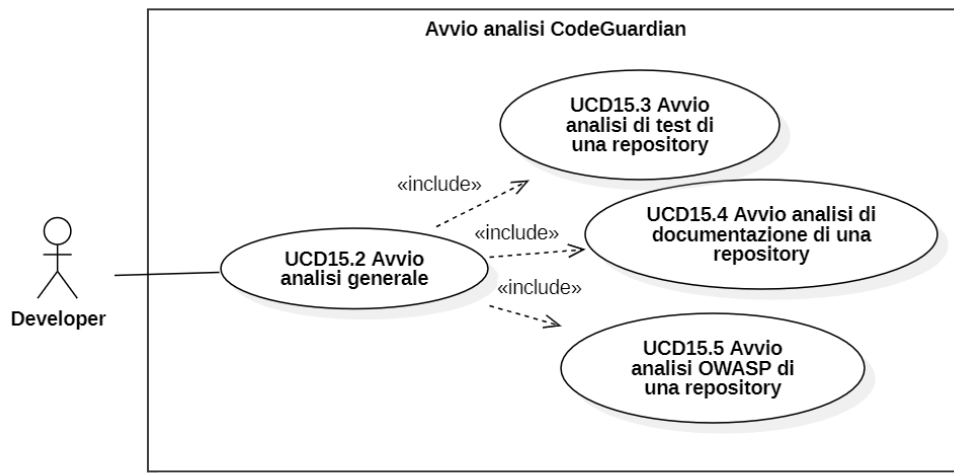 Avvio analisi CodeGuardian
UCD15.3 Avvio
analisi di test di
una repository
«include»
UCD15.4 Avvio analisi di
documentazione di una
repository
«include»
UCD15.2 Avvio
analisi generale
«include»
Developer
UCD15.5 Avvio
analisi OWASP di
una repository